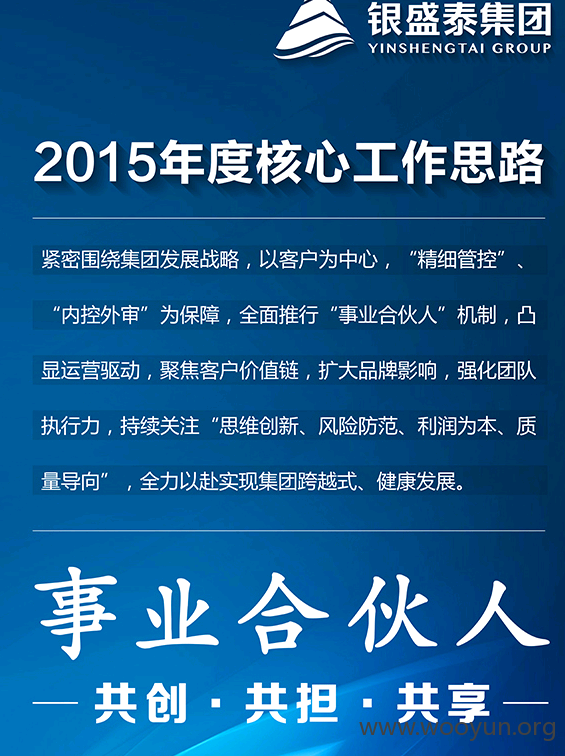 银盛泰集团
YINSHENGTAI GROUP
2015年度核心工作思路
紧密围绕集团发展战略，以客户为中心，“精细管控”、
“内控外审”为保障，全面推行“事业合伙人”机制，凸
显运营驱动，聚焦客户价值链，扩大品牌影响，强化团队
执行力，持续关注“思维创新、风险防范、利润为本、质
量导向”，全力以赴实现集团跨越式、健康发展。
事业合伙人
共创·共担·共享
www.wooyun.org